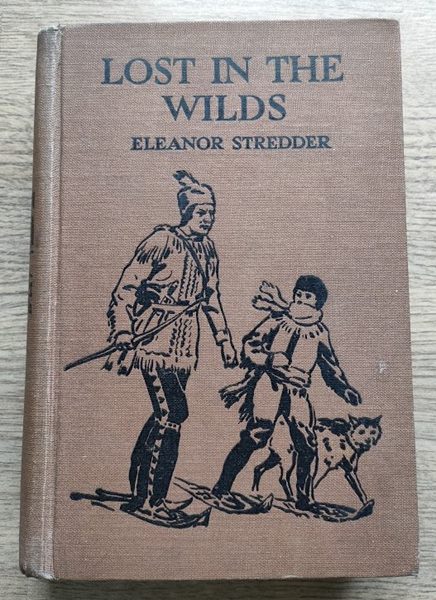 LOST IN THE
WILDS
ELEANOR STREDDER